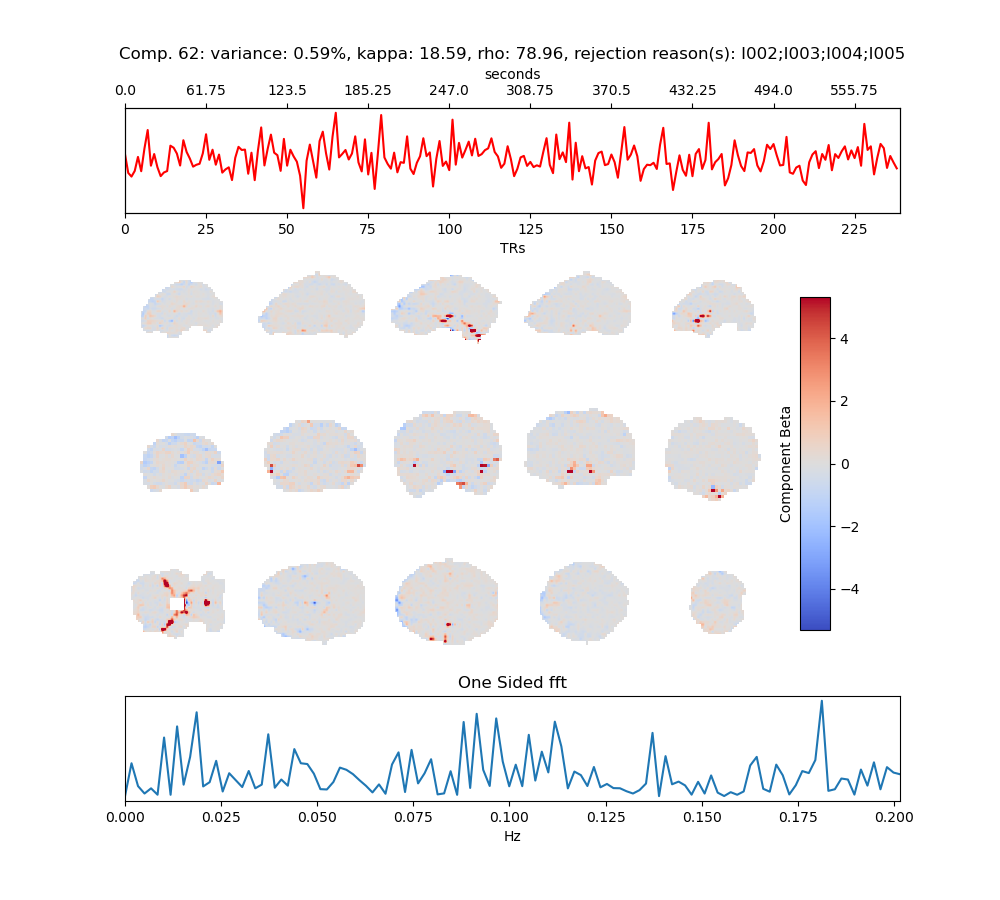 Comp. 62: variance: 0.59%, kappa: 18.59, rho: 78.96, rejection reason(s): I002;I003;I004;I005
seconds
0.0 61.75 123.5 185.25 247.0 308.75 370.5 432.25 494.0 555.75
0 25 50 75 100 125 150 175 200 225
TRs
4
2
0
−2
−4
Component Beta
One Sided fft
0.000 0.025 0.050 0.075 0.100 0.125 0.150 0.175 0.200
Hz